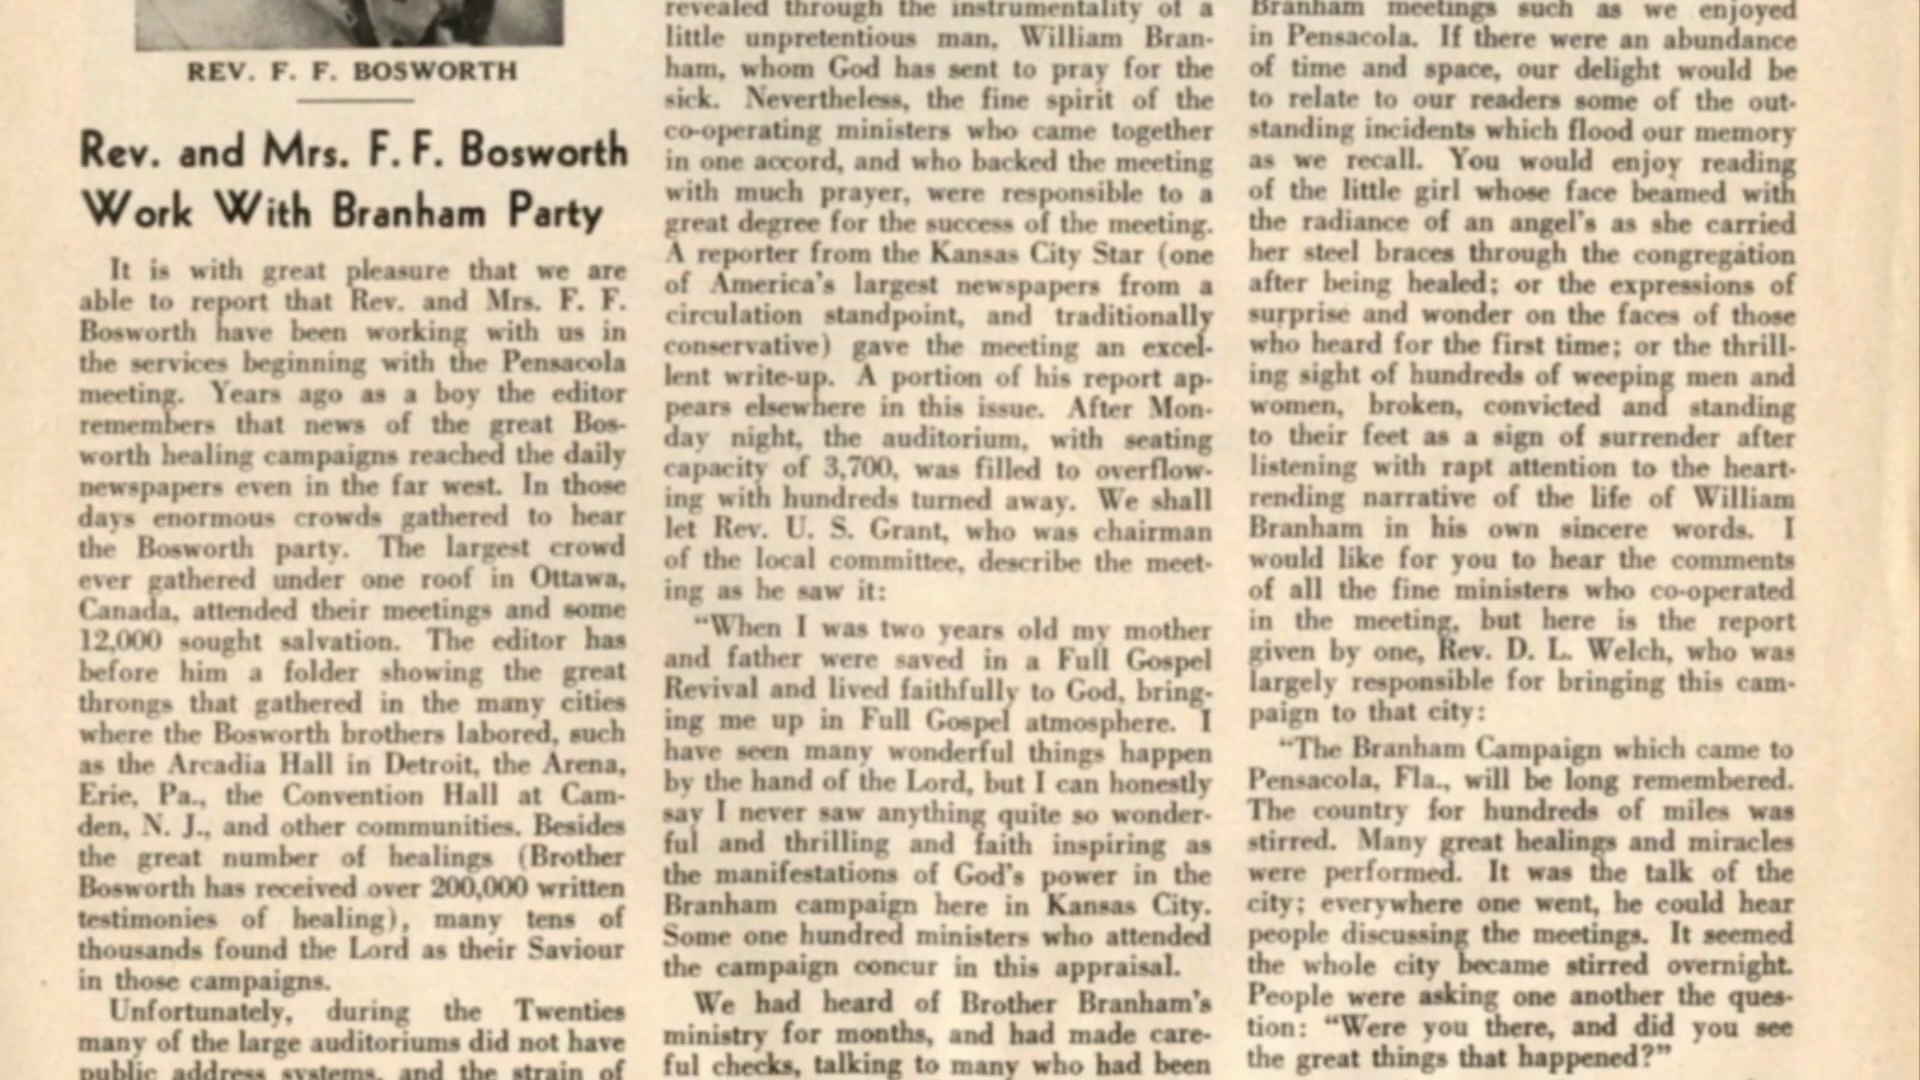 REV. F. F. BOSWORTH
Rev. and Mrs. F. F. Bosworth
Work With Branham Party
It is with great pleasure that we are
able to report that Rev. and Mrs. F. F.
Bosworth have been working with us in
the services beginning with the Pensacola
meeting. Years ago as a boy the editor
remembers that news of the great Bos-
worth healing campaigns reached the daily
newspapers even in the far west. In those
days enormous crowds gathered to hear
the Bosworth party. The largest crowd
ever gathered under one roof in Ottawa,
Canada, attended their meetings and some
12,000 sought salvation. The editor has
before him a folder showing the great
throngs that gathered in the many cities
where the Bosworth brothers labored, such
as the Arcadia Hall in Detroit, the Arena,
Erie, Pa., the Convention Hall at Cam-
den, N. J., and other communities. Besides
the great number of healings (Brother
Bosworth has received over 200,000 written
testimonies of healing), many tens of
thousands found the Lord as their Saviour
in those campaigns.
Unfortunately, during the Twenties
many of the large auditoriums did not have
public address systems, and the strain of
revealed through the instrumentality of a
little unpretentious man, William Bran-
ham, whom God has sent to pray for the
sick. Nevertheless, the fine spirit of the
co-operating ministers who came together
in one accord, and who backed the meeting
with much prayer, were responsible to a
great degree for the success of the meeting.
A reporter from the Kansas City Star (one
of America's largest newspapers from a
circulation standpoint, and traditionally
conservative) gave the meeting an excel-
lent write-up. A portion of his report ap-
pears elsewhere in this issue. After Mon-
day night, the auditorium, with seating
capacity of 3,700, was filled to overflow-
ing with hundreds turned away. We shall
let Rev. U. S. Grant, who was chairman
of the local committee, describe the meet-
ing as he saw it:
"When I was two years old my mother
and father were saved in a Full Gospel
Revival and lived faithfully to God, bring-
ing me up in Full Gospel atmosphere. I
have seen many wonderful things happen
by the hand of the Lord, but I can honestly
say I never saw anything quite so wonder-
ful and thrilling and faith inspiring as
the manifestations of God's power in the
Branham campaign here in Kansas City.
Some one hundred ministers who attended
the campaign concur in this appraisal.
We had heard of Brother Branham's
ministry for months, and had made care-
ful checks, talking to many who had been
Branham meetings such as we enjoyed
in Pensacola. If there were an abundance
of time and space, our delight would be
to relate to our readers some of the out-
standing incidents which flood our memory
as we recall. You would enjoy reading
of the little girl whose face beamed with
the radiance of an angel's as she carried
her steel braces through the congregation
after being healed; or the expressions of
surprise and wonder on the faces of those
who heard for the first time; or the thrill-
ing sight of hundreds of weeping men and
women, broken, convicted and standing
to their feet as a sign of surrender after
listening with rapt attention to the heart-
rending narrative of the life of William
Branham in his own sincere words. I
would like for you to hear the comments
of all the fine ministers who co-operated
in the meeting, but here is the report
given by one, Rev. D. L. Welch, who was
largely responsible for bringing this cam-
paign to that city:
"The Branham Campaign which came to
Pensacola, Fla., will be long remembered.
The country for hundreds of miles was
stirred. Many great healings and miracles
were performed. It was the talk of the
city; everywhere one went, he could hear
people discussing the meetings. It seemed
the whole city became stirred overnight.
People were asking one another the ques-
tion: "Were you there, and did you see
the great things that happened?"